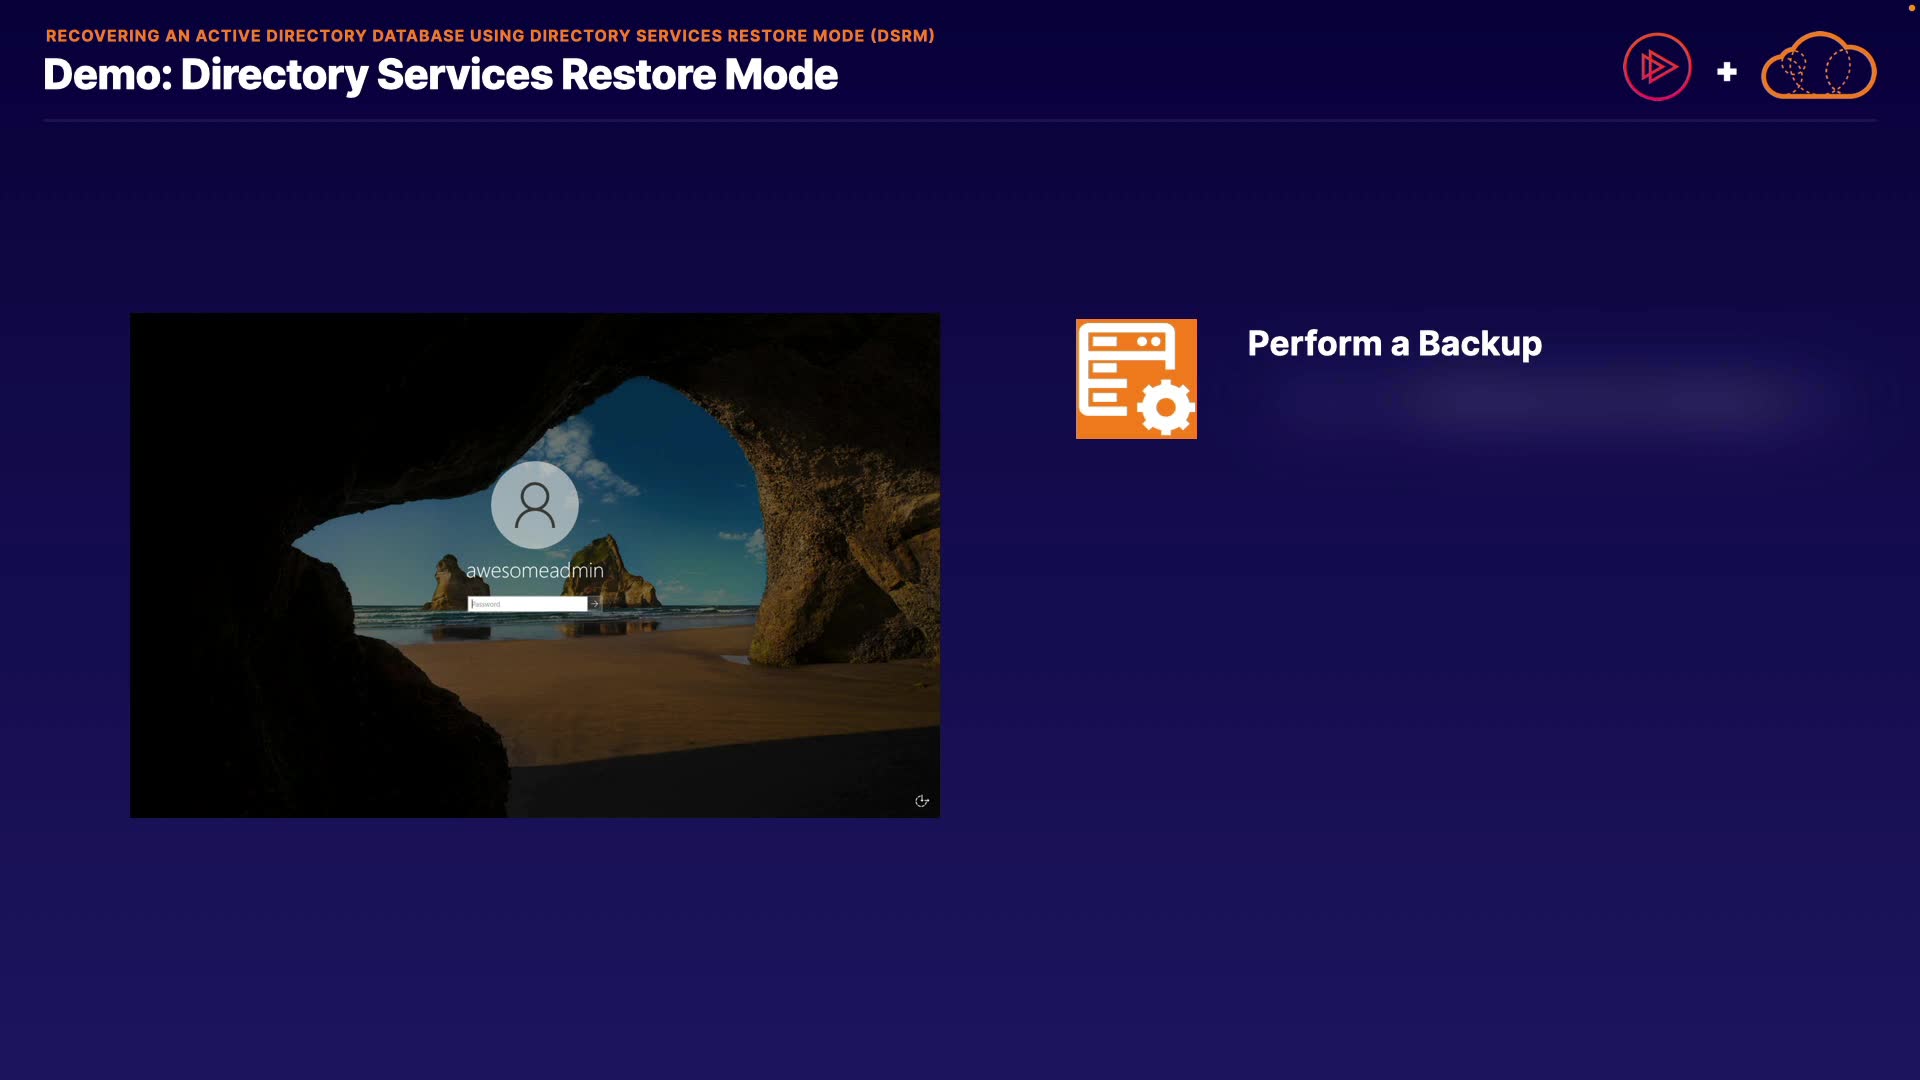 RECOVERING AN ACTIVE DIRECTORY DATABASE USING DIRECTORY SERVICES RESTORE MODE (DSRM)
Demo: Directory Services Restore Mode
+
awesomeadmin
Password
Perform a Backup